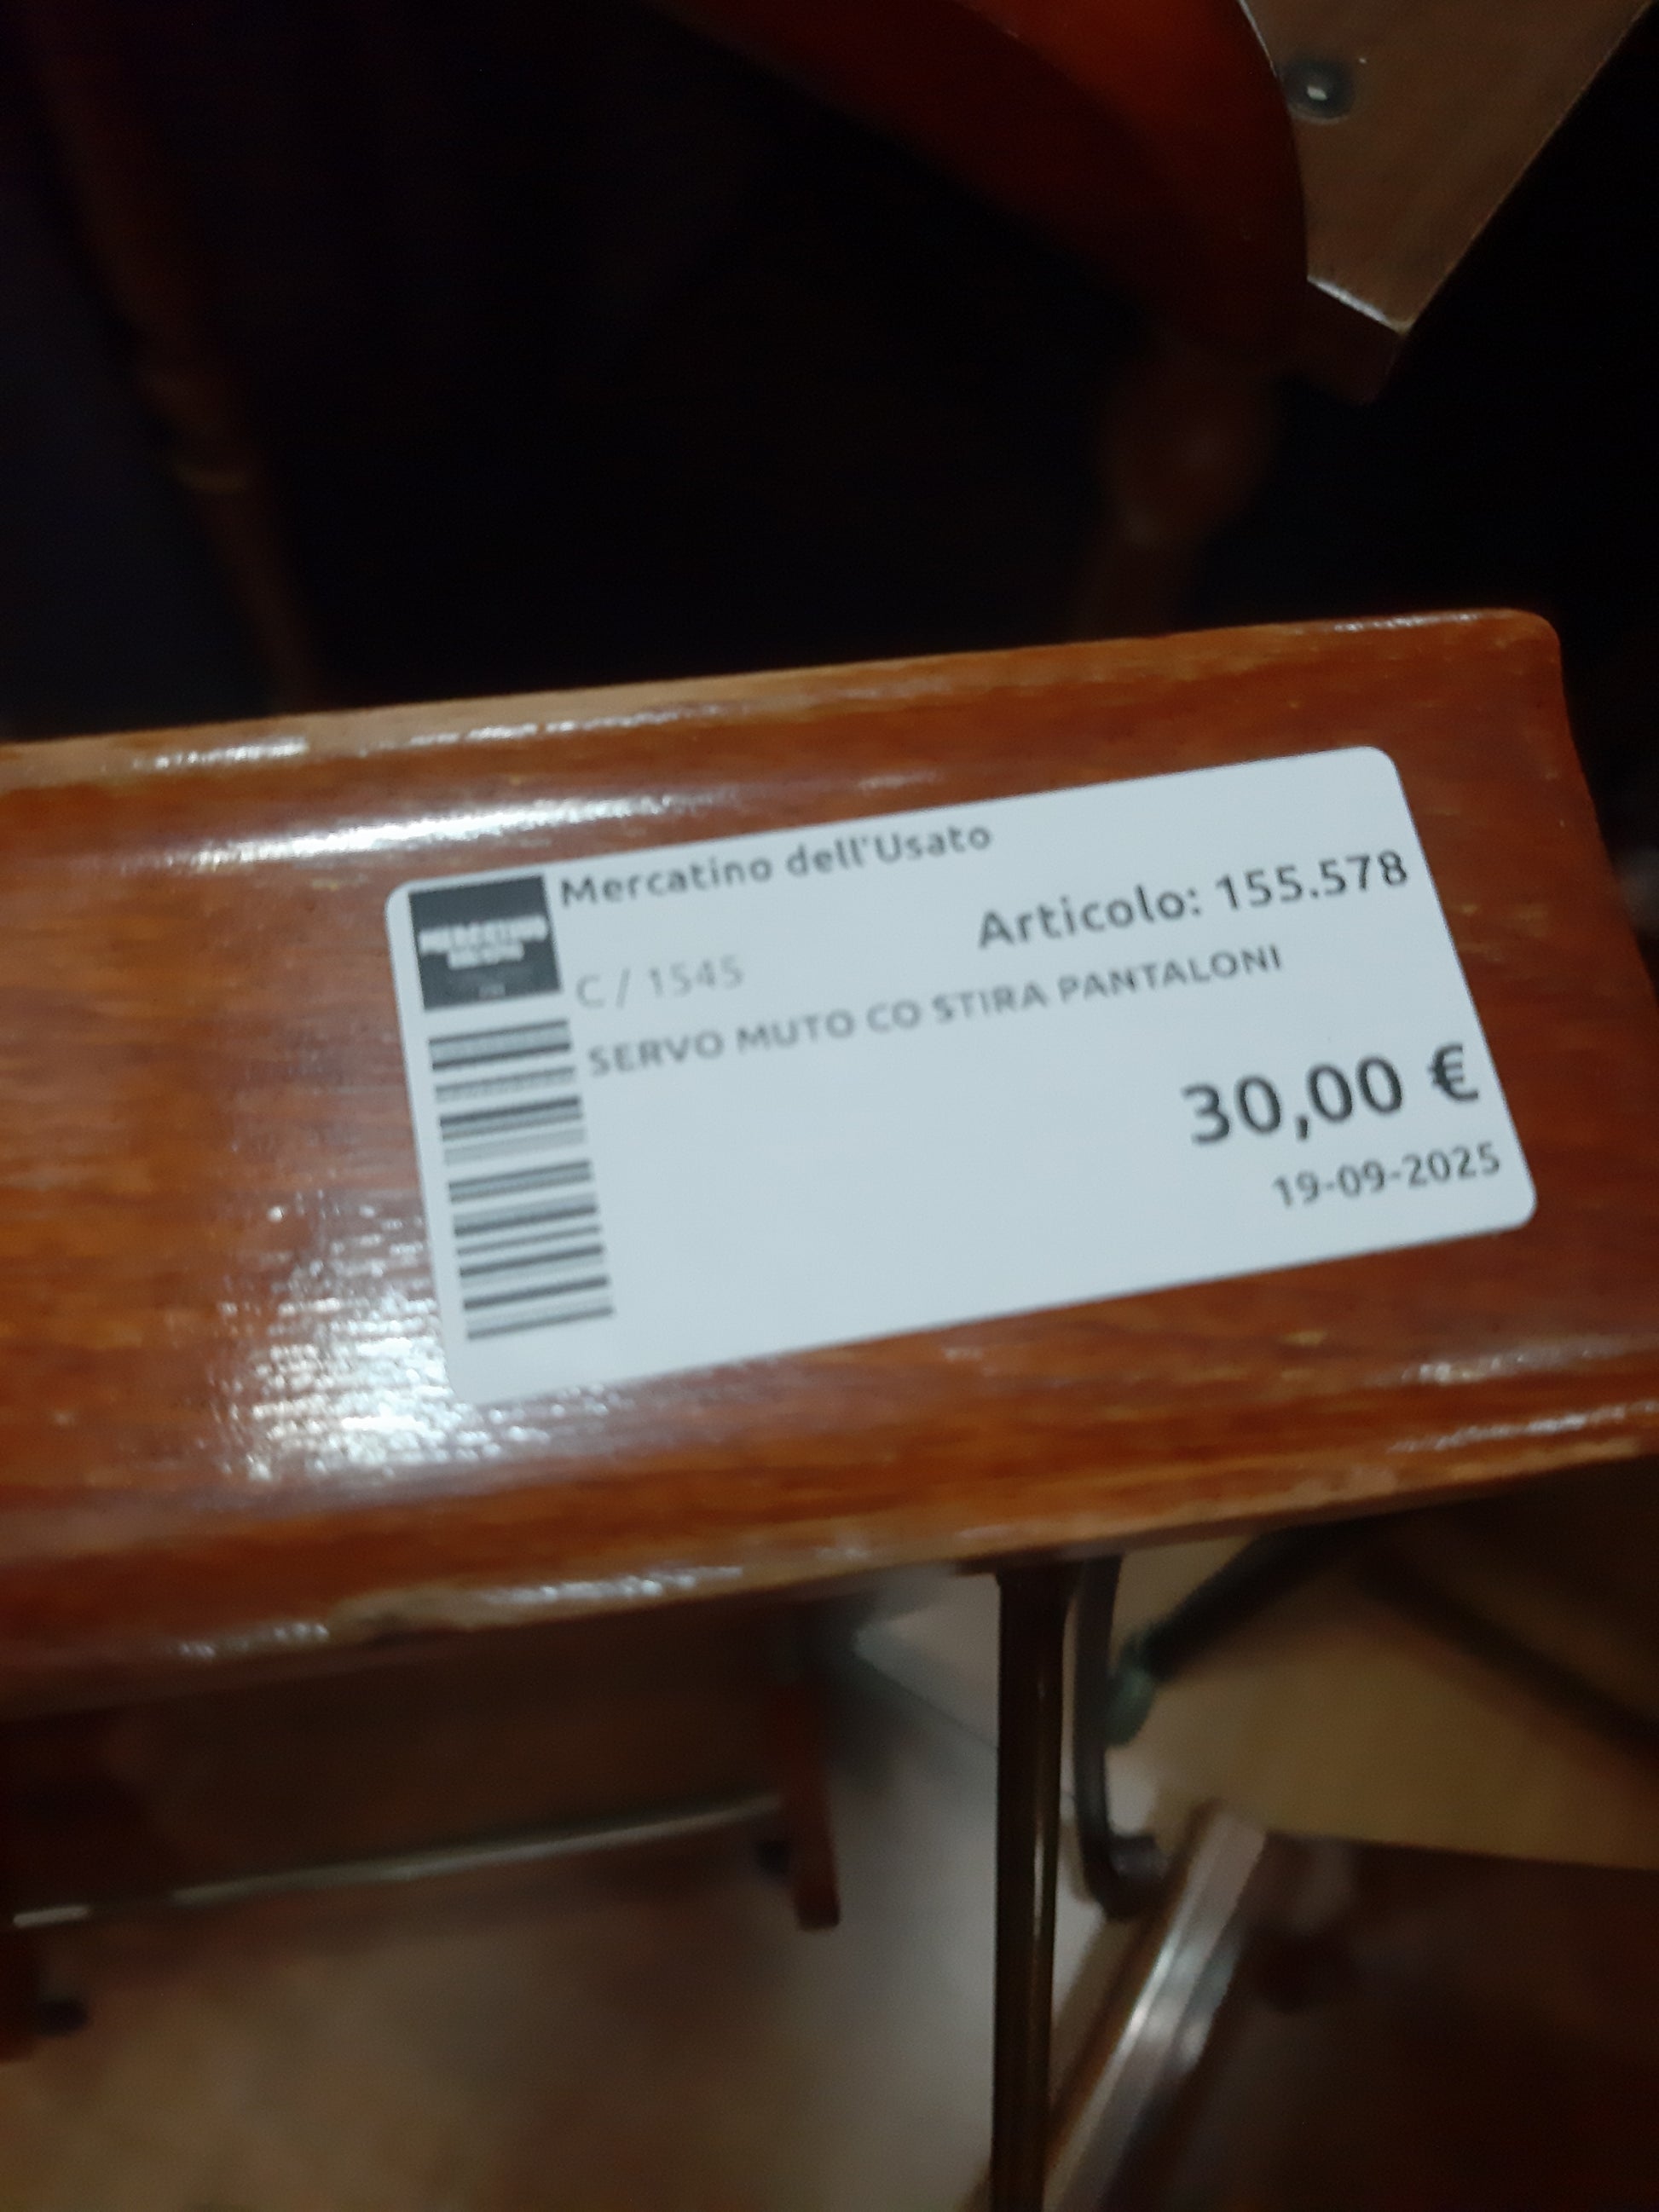 Mercatino dell'Usato
Articolo: 155.578
C / 1545
SERVO MUTO CO STIRA PANTALONI
30,00 €
19-09-2025